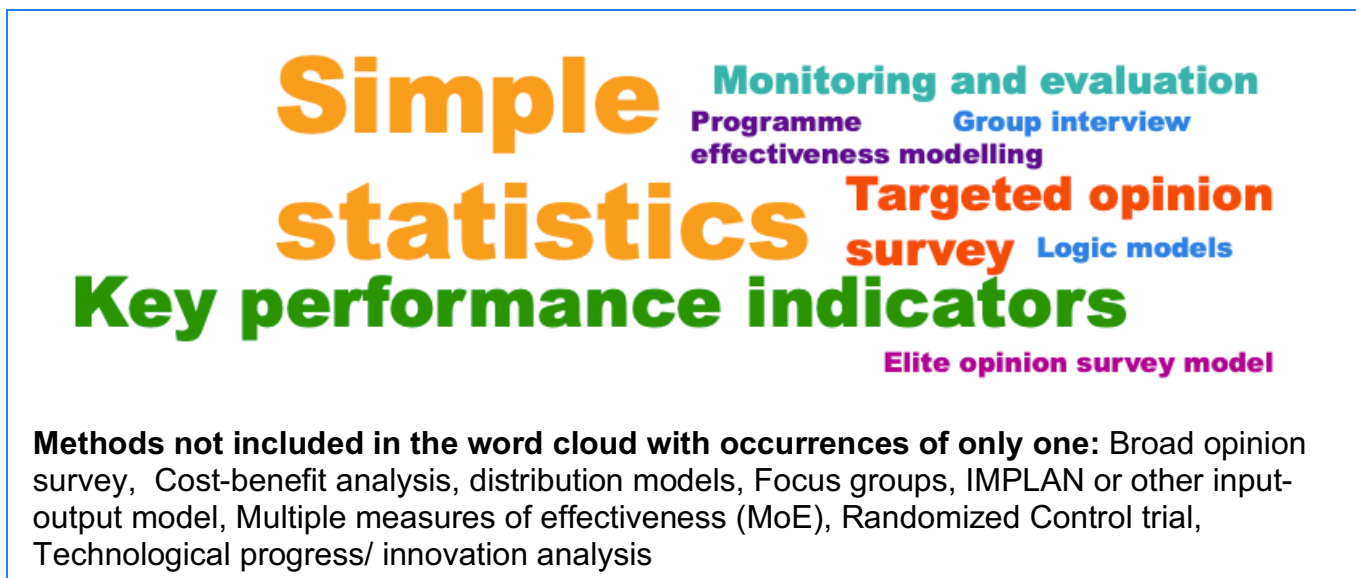 Simple
statistics
Monitoring and evaluation
Programme
effectiveness modelling
Group interview
Targeted opinion
survey
Logic models
Key performance indicators
Elite opinion survey model
Methods not included in the word cloud with occurrences of only one: Broad opinion
survey, Cost-benefit analysis, distribution models, Focus groups, IMPLAN or other input-
output model, Multiple measures of effectiveness (MoE), Randomized Control trial,
Technological progress/ innovation analysis